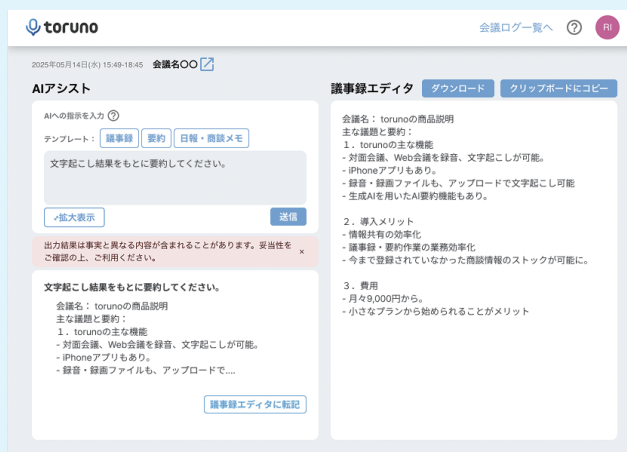 toruno
会議ログ一覧へ
?
RI
2025年05月14日(水) 15:49-18:45 会議名〇〇
AIアシスト
AIへの指示を入力 ?
テンプレート： 議事録 要約 日報・商談メモ
文字起こし結果をもとに要約してください。
拡大表示
送信
出力結果は事実と異なる内容が含まれることがあります。妥当性を
ご確認の上、ご利用ください。
×
文字起こし結果をもとに要約してください。
会議名： torunoの商品説明
主な議題と要約：
１．torunoの主な機能
- 対面会議、Web会議を録音、文字起こしが可能。
- iPhoneアプリもあり。
- 録音・録画ファイルも、アップロードで....
議事録エディタに転記
議事録エディタ
ダウンロード
クリップボードにコピー
会議名： torunoの商品説明
主な議題と要約：
１．torunoの主な機能
- 対面会議、Web会議を録音、文字起こしが可能。
- iPhoneアプリもあり。
- 録音・録画ファイルも、アップロードで文字起こし可能
- 生成AIを用いたAI要約機能もあり。
２．導入メリット
- 情報共有の効率化
- 議事録・要約作業の業務効率化
- 今まで登録されていなかった商談情報のストックが可能に。
３．費用
- 月々9,000円から。
- 小さなプランから始められることがメリット